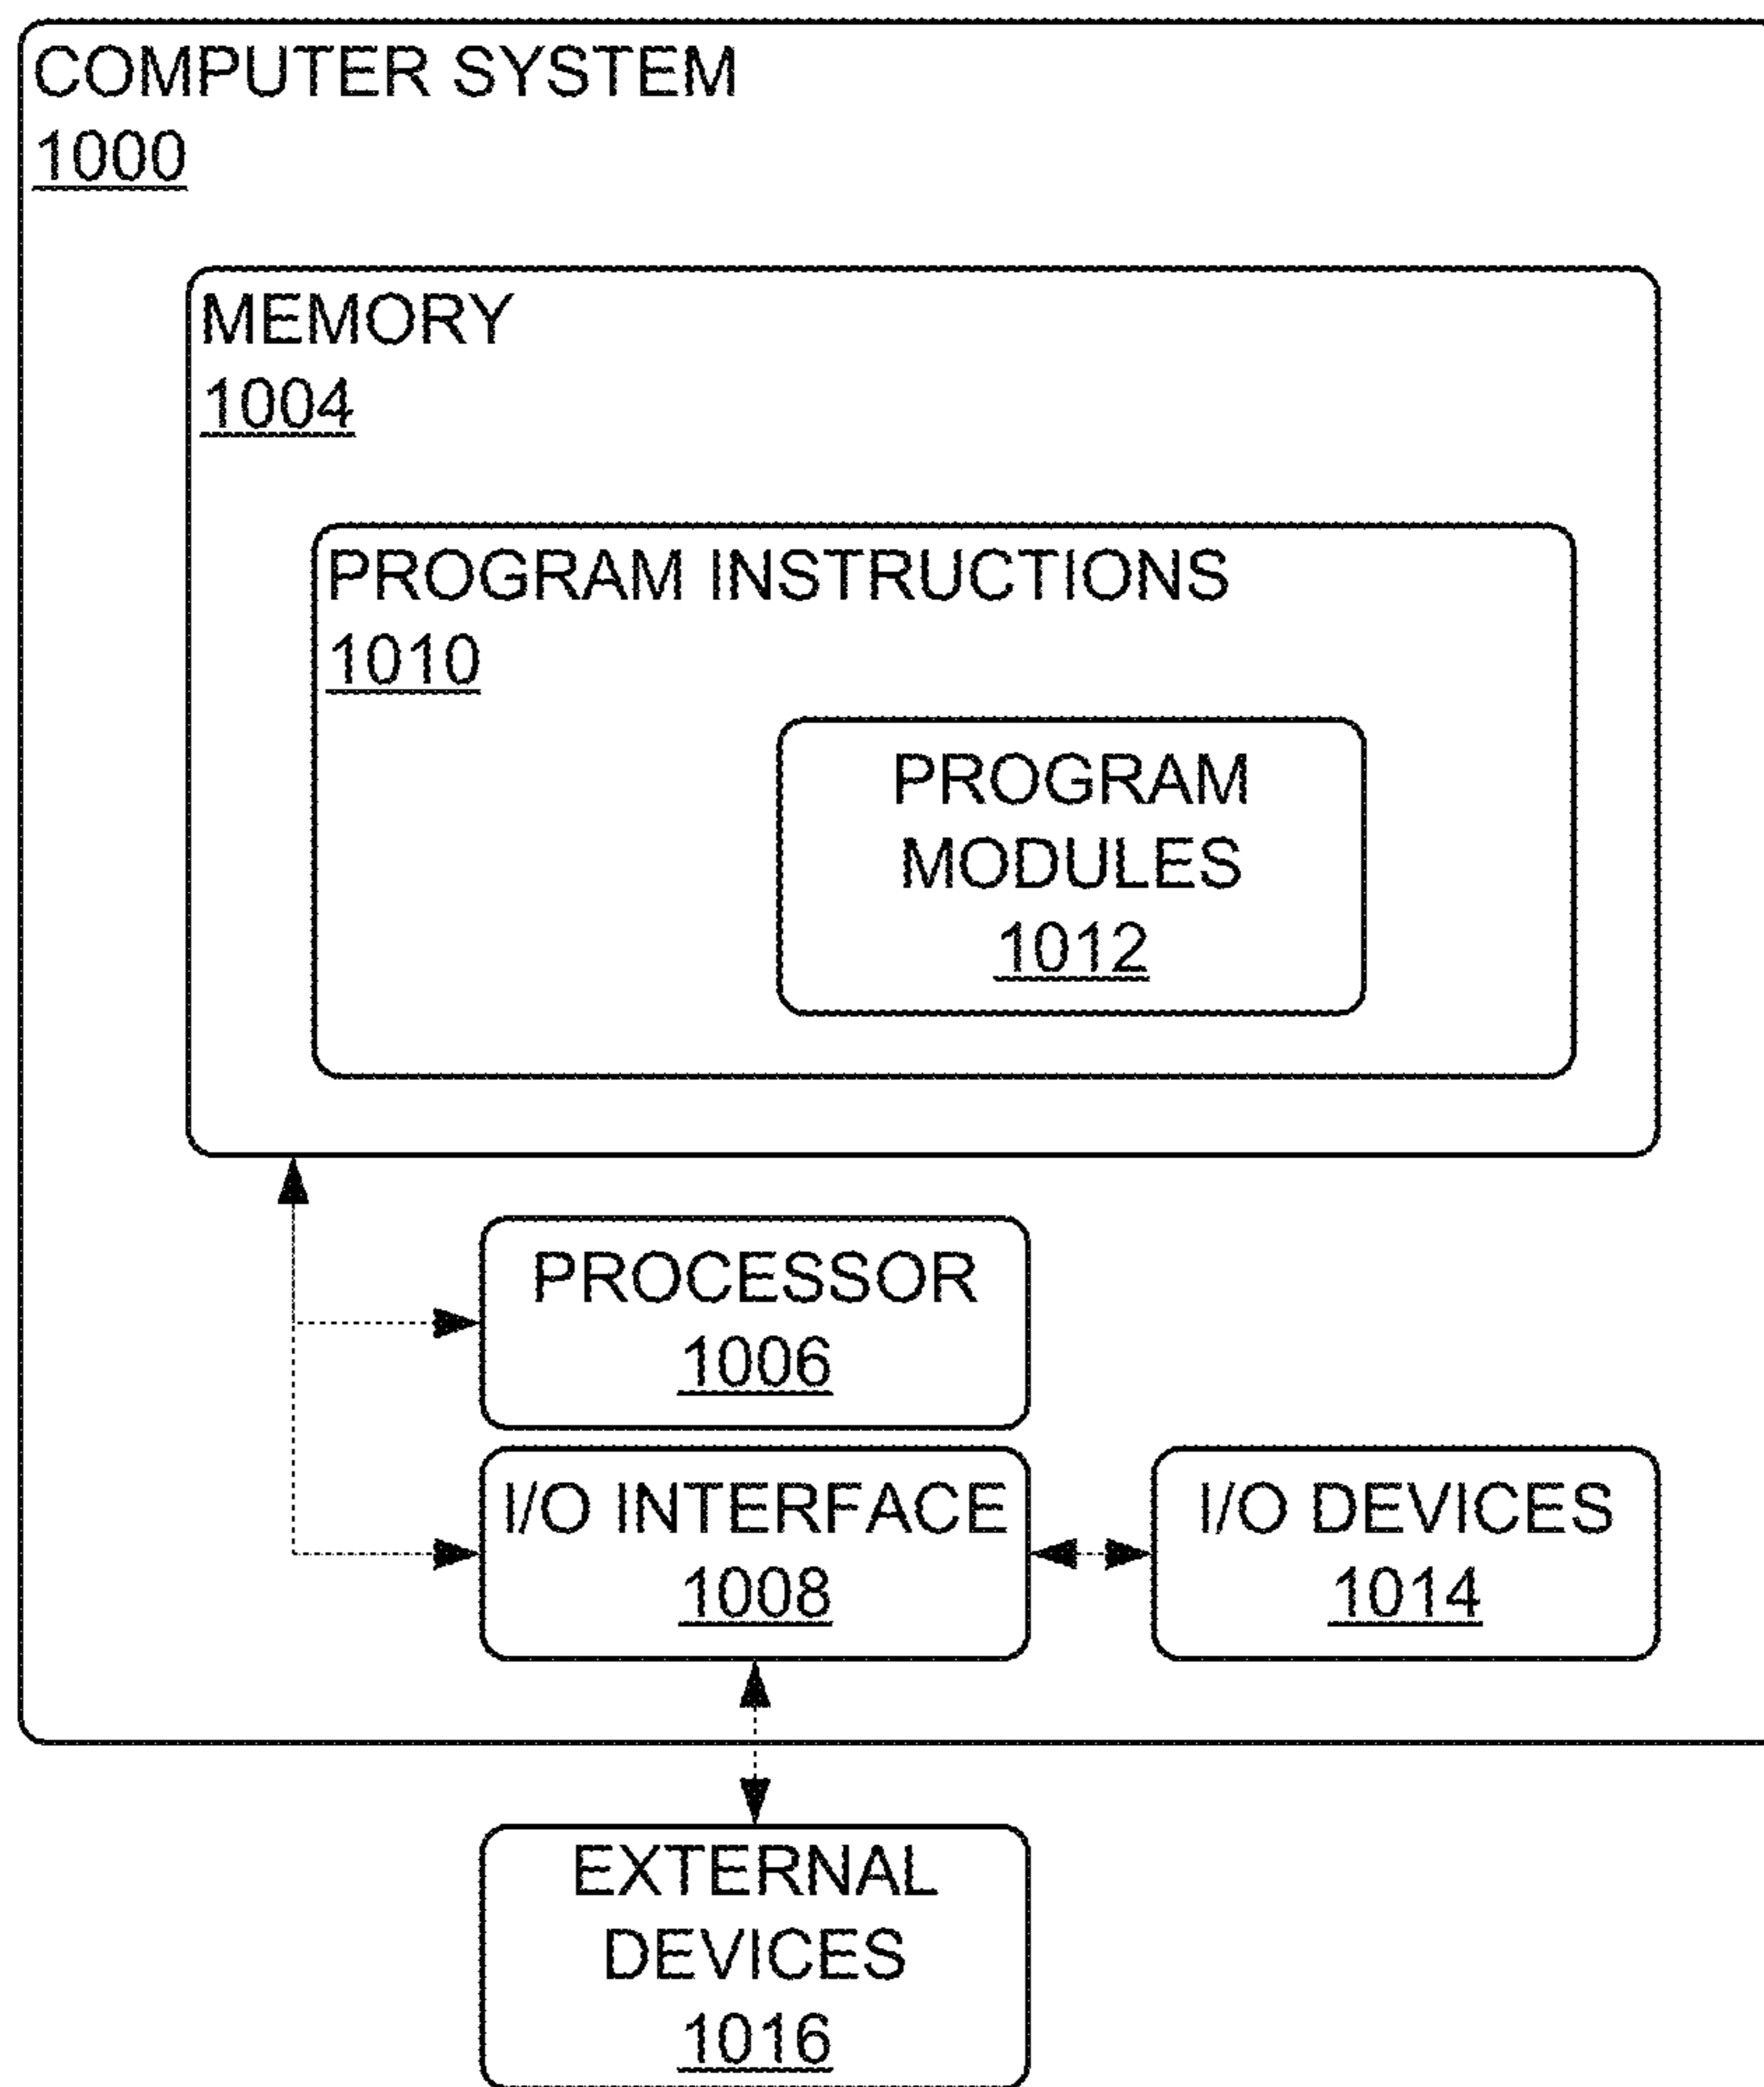 COMPUTER SYSTEM
1000
MEMORY
1004
PROGRAM INSTRUCTIONS
1010
PROGRAM
MODULES
1012
PROCESSOR
1006
I/O INTERFACE
1008
I/O DEVICES
1014
EXTERNAL
DEVICES
1016